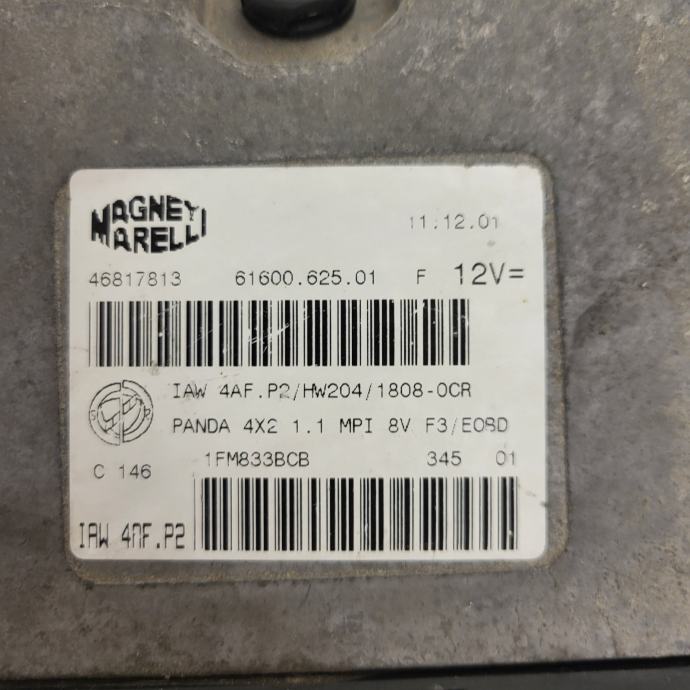 MAGNETI
MARELLI
11.12.01
46817813 61600.625.01 F 12V=
IAW 4AF.P2/HW204/1808-0CR
PANDA 4X2 1.1 MPI 8V F3/EOBD
C 146 1FM833BCB 345 01
IAW 4AF.P2